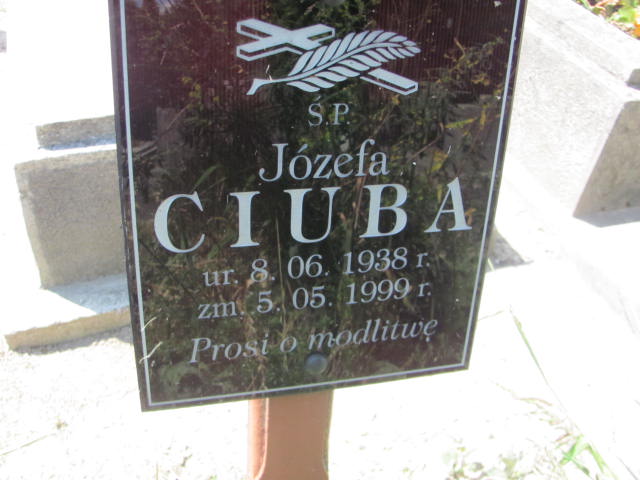 Ś.P.
Józefa
CIUBA
ur. 8. 06. 1938 r.
zm. 5. 05. 1999 r.
Prosi o modlitwę